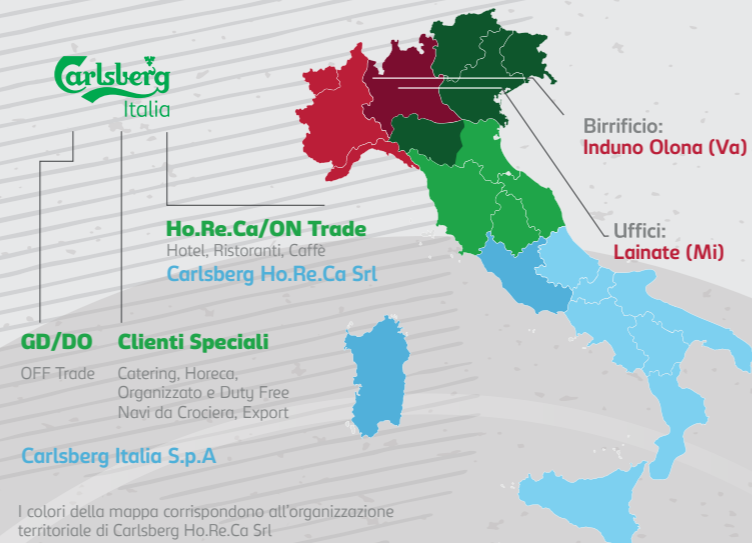 Carlsberg
Italia
Birrificio:
Induno Olona (Va)
Uffici:
Lainate (Mi)
Ho.Re.Ca/ON Trade
Hotel, Ristoranti, Caffè
Carlsberg Ho.Re.Ca Srl
GD/DO
OFF Trade
Clienti Speciali
Catering, Horeca,
Organizzato e Duty Free
Navi da Crociera, Export
Carlsberg Italia S.p.A
I colori della mappa corrispondono all'organizzazione
territoriale di Carlsberg Ho.Re.Ca Srl